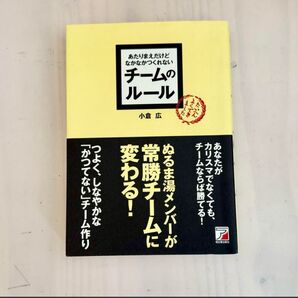 あたりまえだけど
なかなかつくれない
チームの
ルール
小倉 広
あなたが
カリスマでなくても、
チームならば勝てる!
ぬるま湯メンバーが
常勝チームに
変わる!
つよく、しなやかな
「かつてない」チーム作り